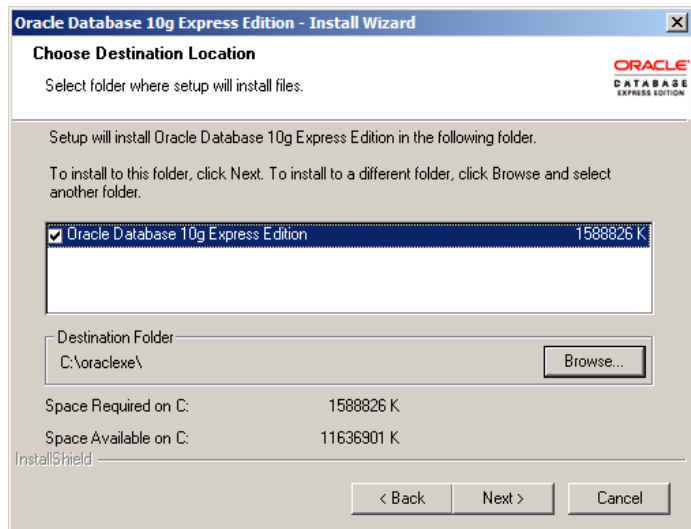 Oracle Database 10g Express Edition - Install Wizard
Choose Destination Location
Select folder where setup will install files.
ORACLE
DATABASE
EXPRESS EDITION
Setup will install Oracle Database 10g Express Edition in the following folder.
To install to this folder, click Next. To install to a different folder, click Browse and select
another folder.
Oracle Database 10g Express Edition 1588826 K
Destination Folder
C:\oraclexe\
Browse...
Space Required on C: 1588826 K
Space Available on C: 11636901 K
InstallShield
< Back Next > Cancel